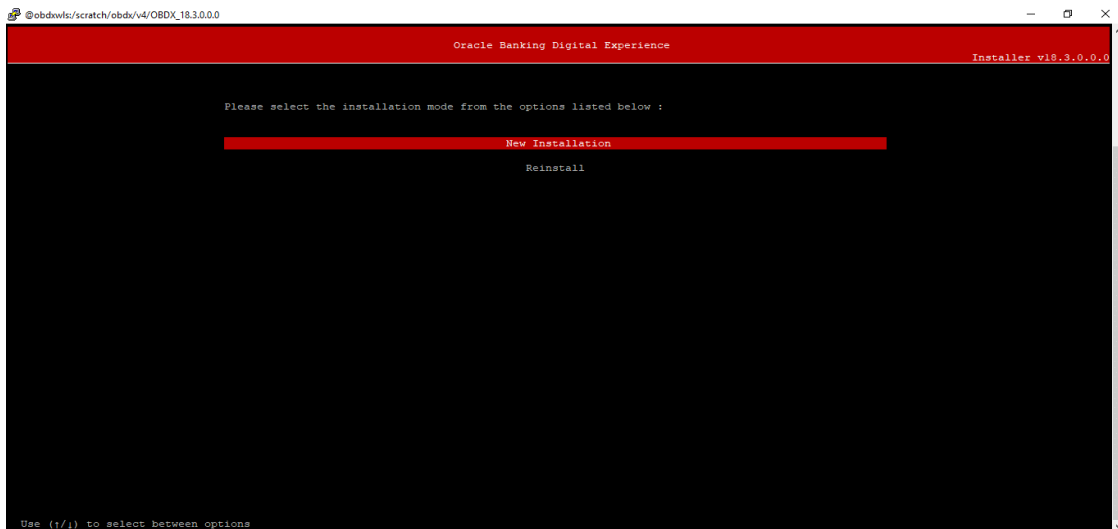 @obdxwls:/scratch/obdx/v4/OBDX_18.3.0.0.0
Oracle Banking Digital Experience
Installer v18.3.0.0.0
Please select the installation mode from the options listed below :
New Installation
Reinstall
Use (↑/↓) to select between options